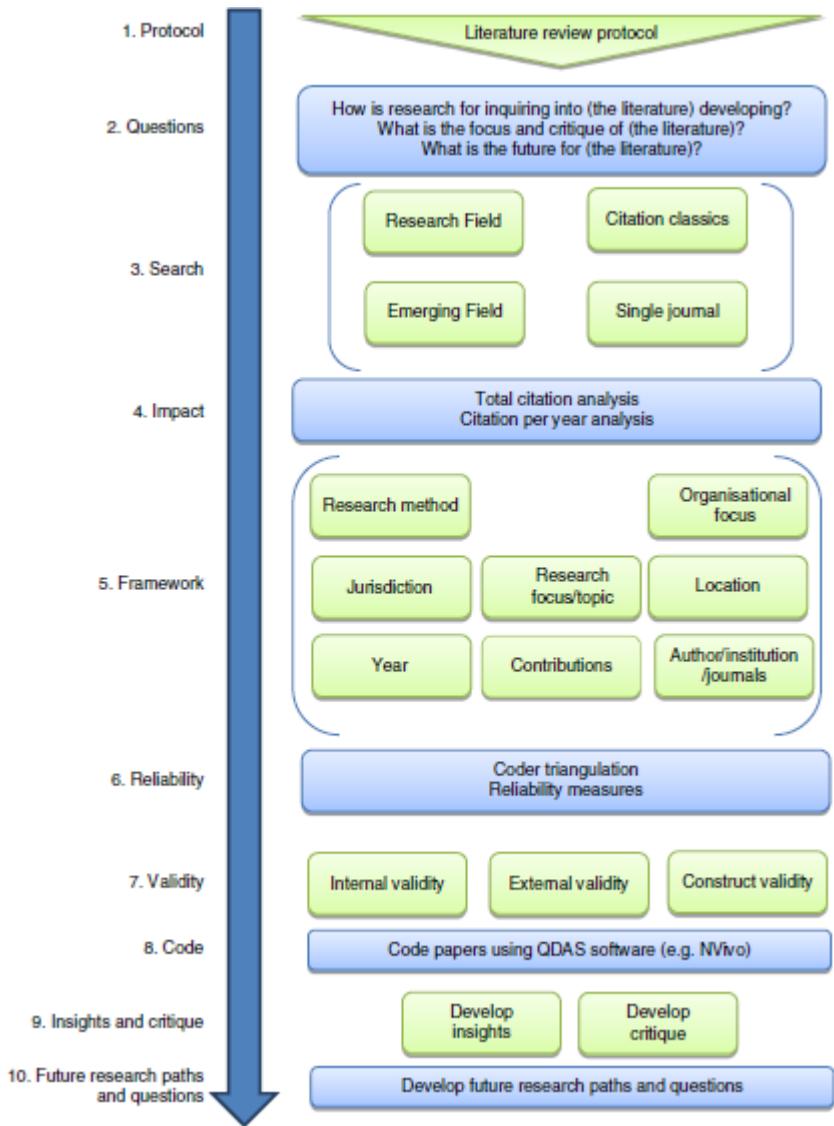 1. Protocol
Literature review protocol
2. Questions
How is research for inquiring into (the literature) developing?
What is the focus and critique of (the literature)?
What is the future for (the literature)?
3. Search
Research Field
Citation classics
Emerging Field
Single journal
4. Impact
Total citation analysis
Citation per year analysis
5. Framework
Research method
Organisational
focus
Jurisdiction
Research
focus/topic
Location
Year
Contributions
Author/institution
/journals
6. Reliability
Coder triangulation
Reliability measures
7. Validity
Internal validity
External validity
Construct validity
8. Code
Code papers using QDAS software (e.g. NVivo)
9. Insights and critique
Develop
insights
Develop
critique
10. Future research paths
and questions
Develop future research paths and questions